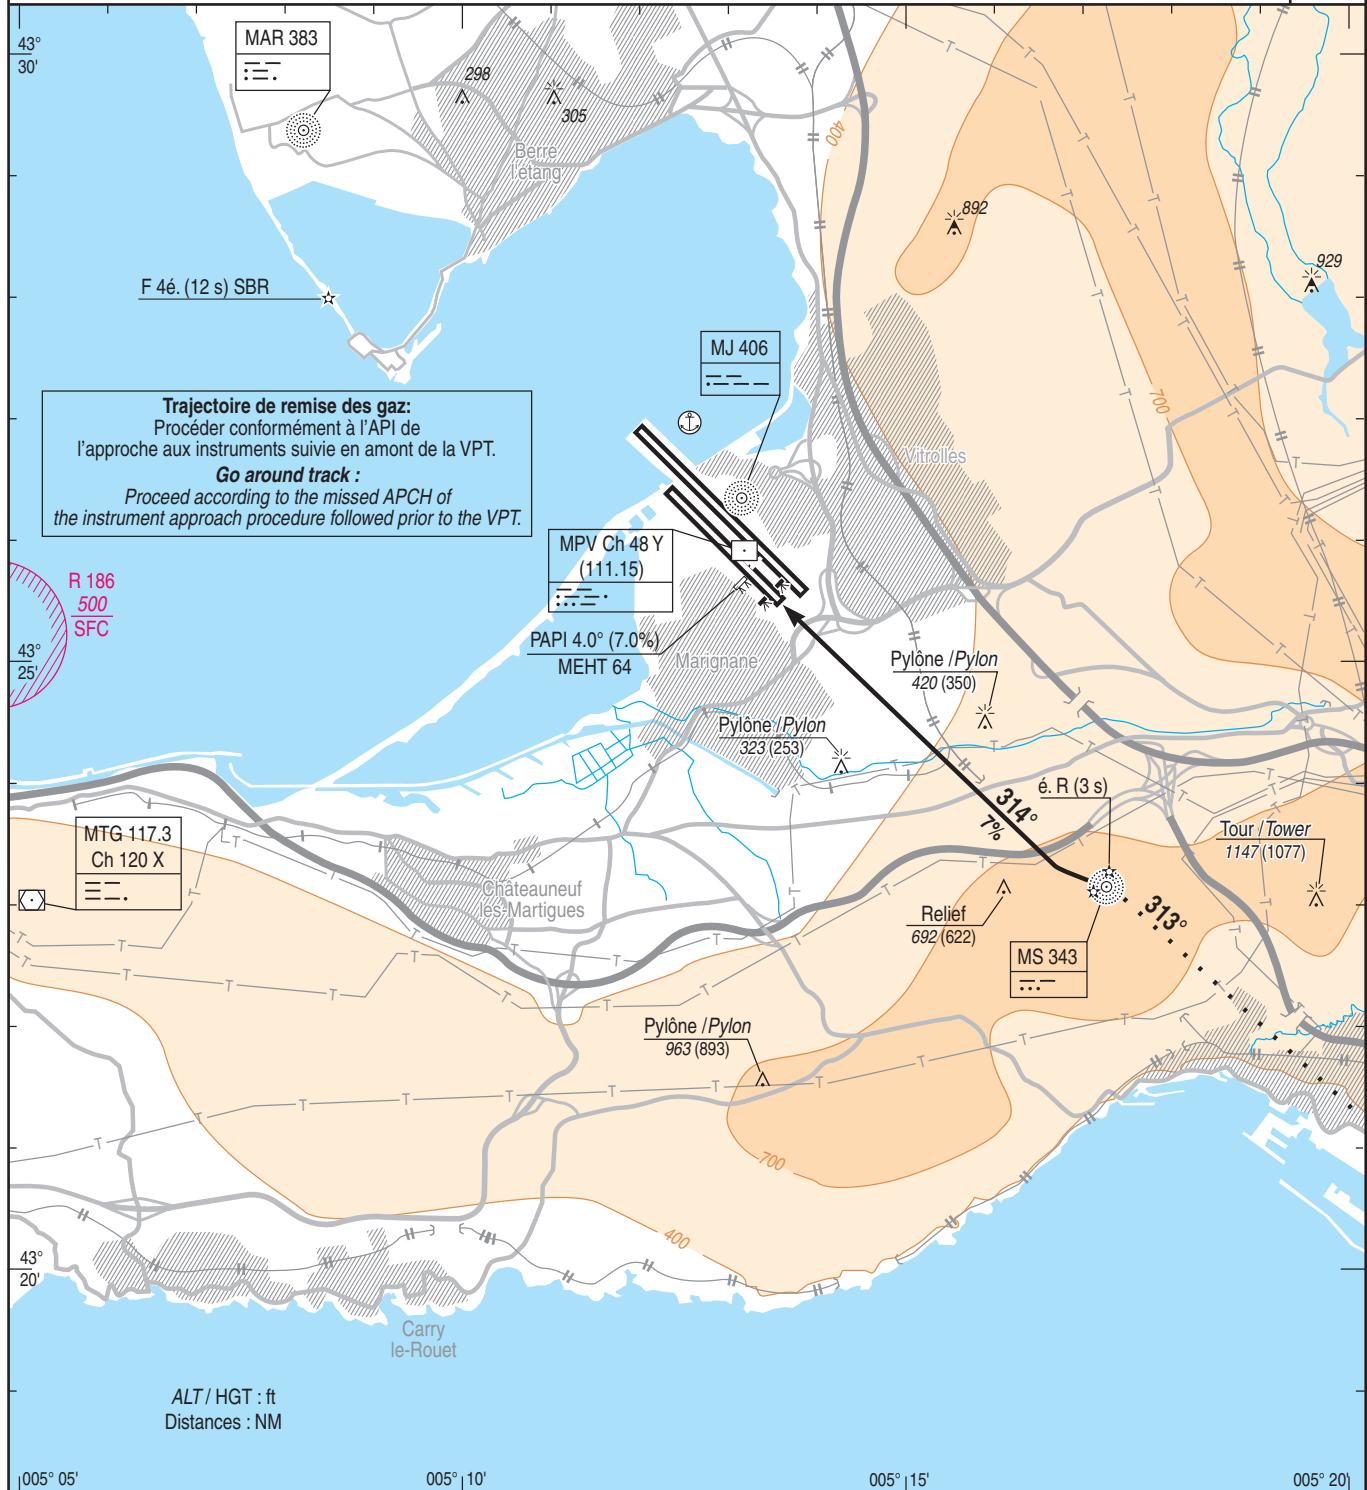 43°
30'
MAR 383
298
305
Berre
l'étang
400
892
929
F 4é. (12 s) SBR
MJ 406
Trajectoire de remise des gaz:
Procéder conformément à l'API de
l'approche aux instruments suivie en amont de la VPT.
Go around track :
Proceed according to the missed APCH of
the instrument approach procedure followed prior to the VPT.
700
Vitrolles
MPV Ch 48 Y
(111.15)
R 186
500
SFC
PAPI 4.0° (7.0%)
MEHT 64
43°
25'
Marignane
Pylône /Pylon
420 (350)
Pylône /Pylon
323 (253)
314°
7%
é. R (3 s)
MTG 117.3
Ch 120 X
Tour /Tower
1147 (1077)
Châteauneuf
les-Martigues
Relief
692 (622)
313°
MS 343
Pylône /Pylon
963 (893)
700
400
43°
20'
Carry
le-Rouet
ALT / HGT : ft
Distances : NM
005° 05'
005° 10'
005° 15'
005° 20'